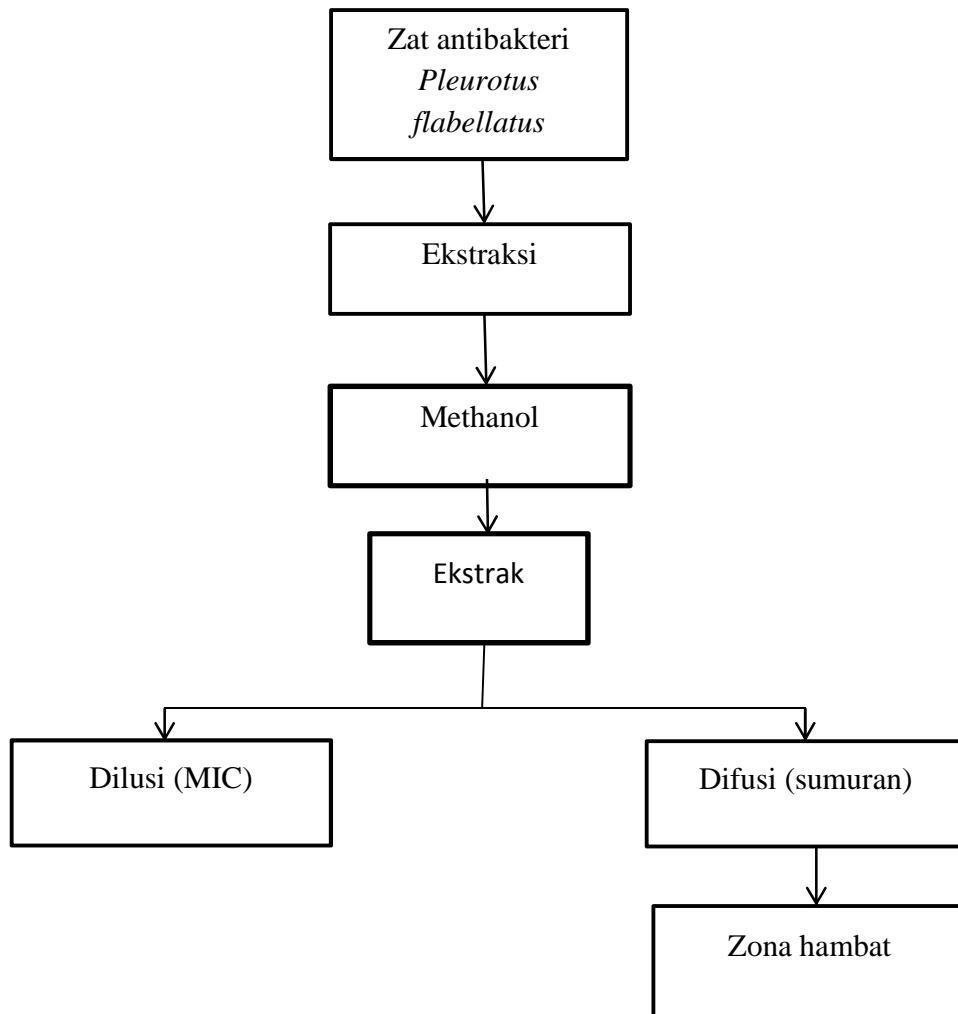 Zat antibakteri
Pleurotus
flabellatus
Ekstraksi
Methanol
Ekstrak
Dilusi (MIC)
Difusi (sumuran)
Zona hambat